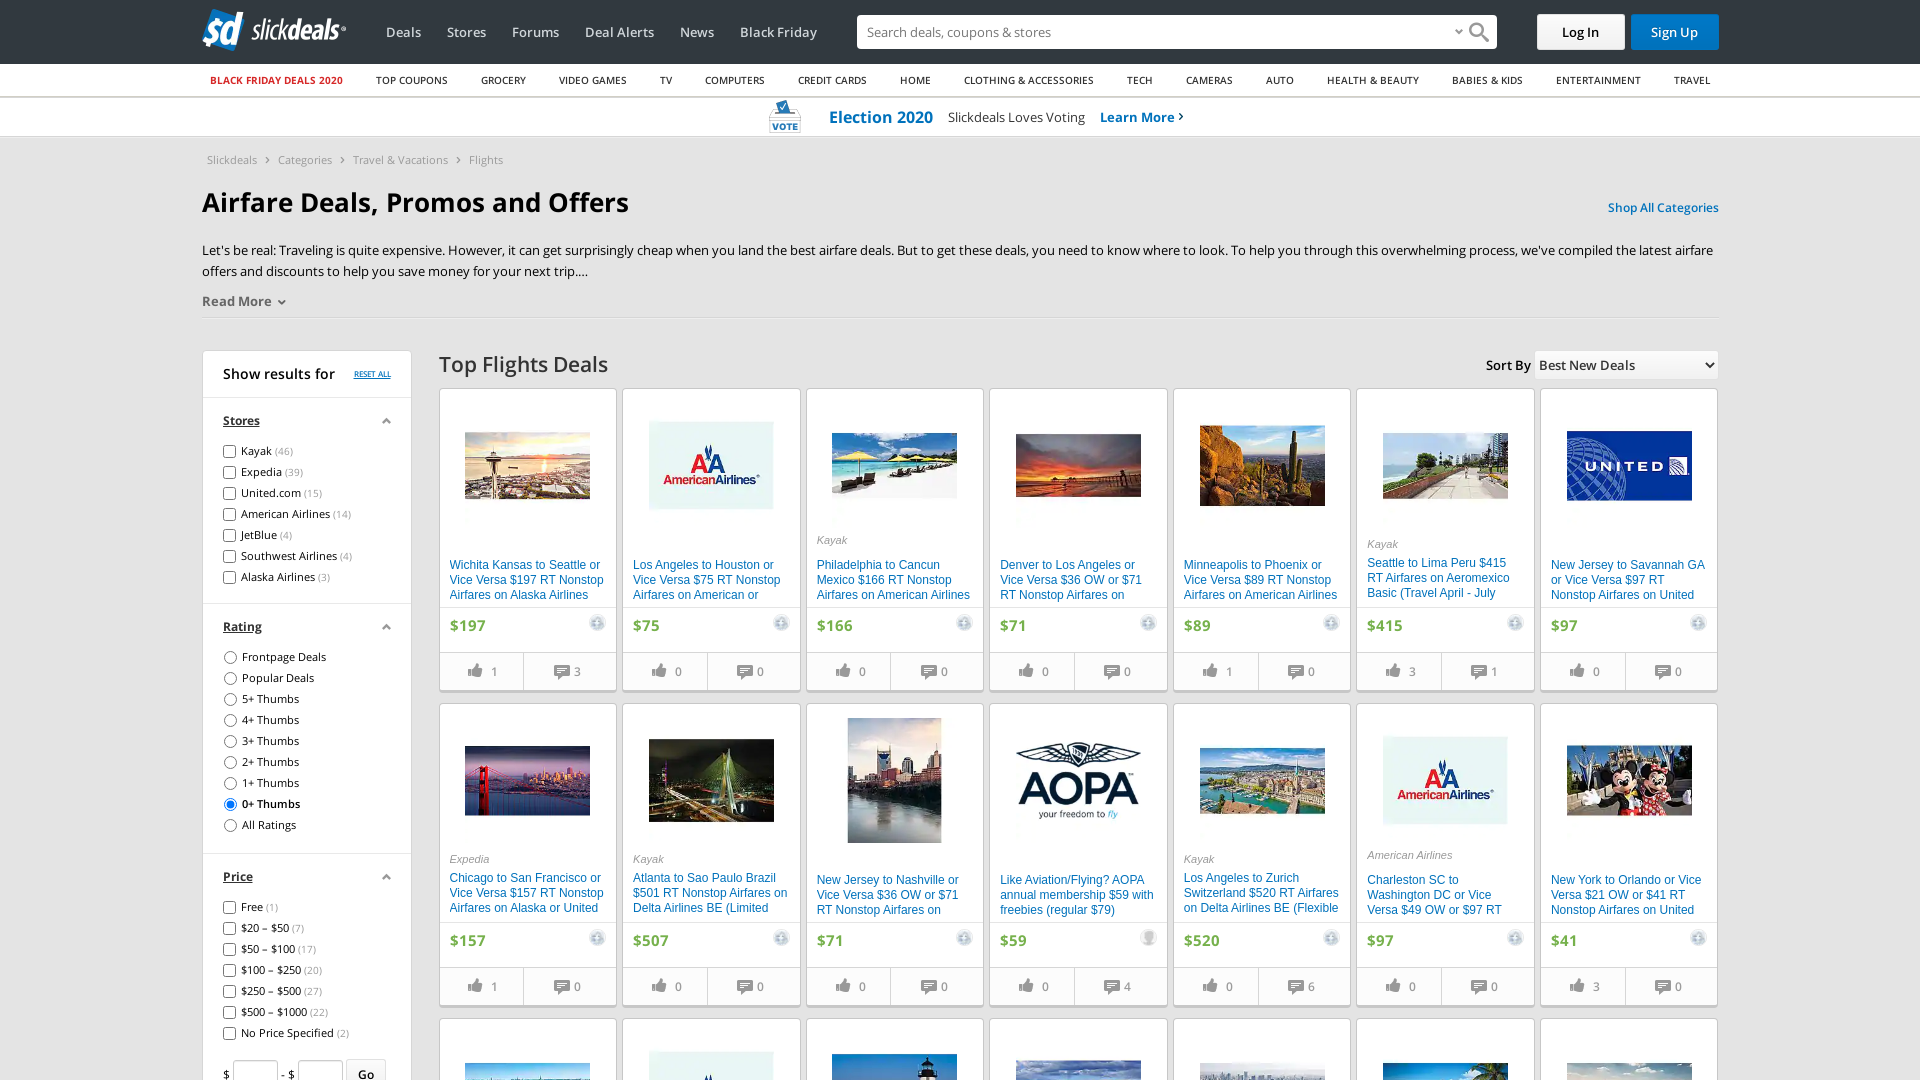 slickdeals
Deals
Stores
Forums
Deal Alerts
News
Black Friday
Search deals, coupons & stores
Log In
Sign Up
BLACK FRIDAY DEALS 2020
TOP COUPONS
GROCERY
VIDEO GAMES
TV
COMPUTERS
CREDIT CARDS
HOME
CLOTHING & ACCESSORIES
TECH
CAMERAS
AUTO
HEALTH & BEAUTY
BABIES & KIDS
ENTERTAINMENT
TRAVEL
VOTE
Election 2020 Slickdeals Loves Voting Learn More
Slickdeals > Categories > Travel & Vacations > Flights
Airfare Deals, Promos and Offers
Shop All Categories
Let's be real: Traveling is quite expensive. However, it can get surprisingly cheap when you land the best airfare deals. But to get these deals, you need to know where to look. To help you through this overwhelming process, we've compiled the latest airfare
offers and discounts to help you save money for your next trip....
Read More
Show results for
RESET ALL
Stores
Kayak (46)
Expedia (39)
United.com (15)
American Airlines (14)
JetBlue (4)
Southwest Airlines (4)
Alaska Airlines (3)
Rating
Frontpage Deals
Popular Deals
5+ Thumbs
4+ Thumbs
3+ Thumbs
2+ Thumbs
1+ Thumbs
0+ Thumbs
All Ratings
Price
Free (1)
$20 – $50 (7)
$50 – $100 (17)
$100 – $250 (20)
$250 – $500 (27)
$500 – $1000 (22)
No Price Specified (2)
$ - $ Go
Top Flights Deals
Sort By Best New Deals
Wichita Kansas to Seattle or
Vice Versa $197 RT Nonstop
Airfares on Alaska Airlines
$197
1
3
AA
AmericanAirlines
Los Angeles to Houston or
Vice Versa $75 RT Nonstop
Airfares on American or
$75
0
0
Kayak
Philadelphia to Cancun
Mexico $166 RT Nonstop
Airfares on American Airlines
$166
0
0
Denver to Los Angeles or
Vice Versa $36 OW or $71
RT Nonstop Airfares on
$71
0
0
Minneapolis to Phoenix or
Vice Versa $89 RT Nonstop
Airfares on American Airlines
$89
1
0
Kayak
Seattle to Lima Peru $415
RT Airfares on Aeromexico
Basic (Travel April - July
$415
3
1
UNITED
New Jersey to Savannah GA
or Vice Versa $97 RT
Nonstop Airfares on United
$97
0
0
Expedia
Chicago to San Francisco or
Vice Versa $157 RT Nonstop
Airfares on Alaska or United
$157
1
0
Kayak
Atlanta to Sao Paulo Brazil
$501 RT Nonstop Airfares on
Delta Airlines BE (Limited
$507
0
0
New Jersey to Nashville or
Vice Versa $36 OW or $71
RT Nonstop Airfares on
$71
0
0
AOPA
your freedom to fly
Like Aviation/Flying? AOPA
annual membership $59 with
freebies (regular $79)
$59
0
4
Kayak
Los Angeles to Zurich
Switzerland $520 RT Airfares
on Delta Airlines BE (Flexible
$520
0
6
AA
AmericanAirlines
American Airlines
Charleston SC to
Washington DC or Vice
Versa $49 OW or $97 RT
$97
0
0
New York to Orlando or Vice
Versa $21 OW or $41 RT
Nonstop Airfares on United
$41
3
0